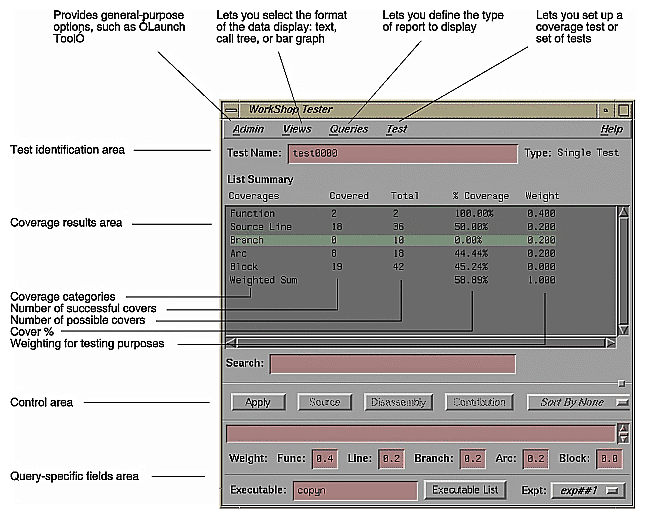 Provides general-purpose
options, such as ÒLaunch
ToolÓ
Lets you select the format
of the data display: text,
call tree, or bar graph
Lets you define the type
of report to display
Lets you set up a
coverage test or
set of tests
WorkShop Tester
Admin Views Queries Test Help
Test identification area
Test Name: test0000 Type: Single Test
List Summary
Coverages Covered Total % Coverage Weight
Coverage results area
Function 2 2 100.00% 0.400
Source Line 18 36 50.00% 0.200
Branch 0 10 0.00% 0.200
Arc 8 18 44.44% 0.200
Block 19 42 45.24% 0.000
Weighted Sum 58.89% 1.000
Coverage categories
Number of successful covers
Number of possible covers
Cover %
Weighting for testing purposes
Search:
Control area
Apply Source Disassembly Contribution Sort By None
Weight: Func: 0.4 Line: 0.2 Branch: 0.2 Arc: 0.2 Block: 0.0
Query-specific fields area
Executable: copyn Executable List Expt: exp##1